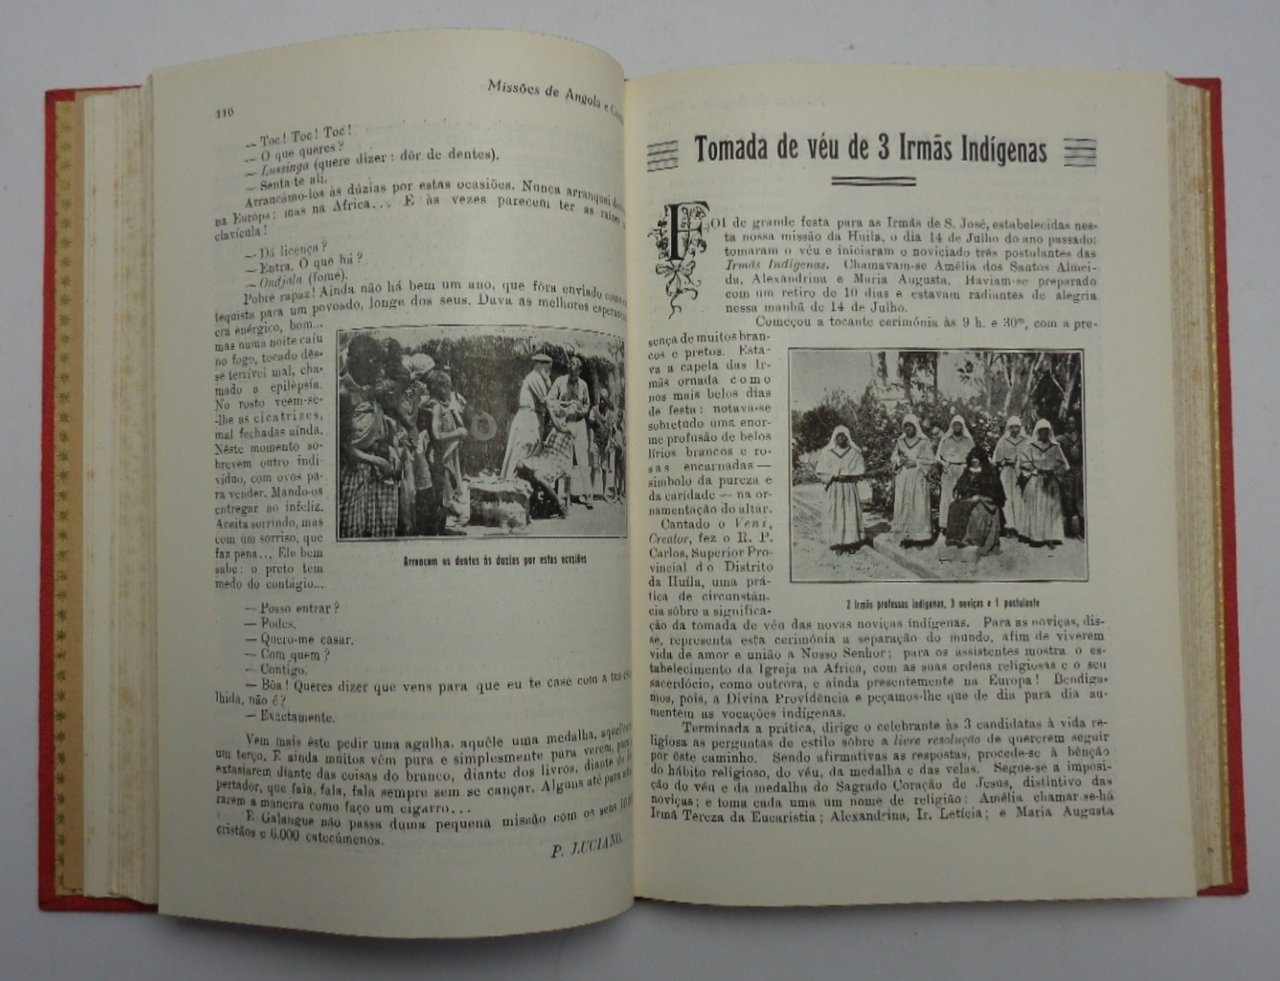 116
Missões de Angola e
— Toc! Toc! Toc!
— O que queres?
— Lussinga (quere dizer: dôr de dentes).
— Senta-te ali.
Arrancâmo-los às dúzias por estas ocasiões. Nunca arranquei
na Europa; mas na Africa... E às vezes parecem ter as raízes
clavícula!
— Dá licença?
— Entra. O que há?
— Ondjala (fome).
Pobre rapaz! Ainda não há bem um ano, que fôra enviado como
tequista para um povoado, longe dos seus. Dava as melhores
era enérgico, bom...
mas numa noite caíu
no fogo, tocado dês-
se terrível mal, cha-
mado a epilèpsia.
No rosto vèem-se-
-lhe as cicatrizes,
mal fechadas ainda.
Nêste momento so-
brevem outro indi-
víduo, com ovos pa-
ra vender. Mando-os
entregar ao infeliz.
Aceita sorrindo, mas
com um sorriso, que
faz pena... Ele bem
sabe: o preto tem
medo do contágio...
Arrancam os dentes ás duzias por estas ocasiões
— Posso entrar?
— Podes.
— Quero-me casar.
— Com quem?
— Contigo.
— Bôa! Queres dizer que vens para que eu te case com a tua
lhida, não é?
— Exactamente.
Vem mais êste pedir uma agulha, aquêle uma medalha,
um terço. E ainda muitos vêm pura e simplesmente para verem,
extasiarem diante das coisas do branco, diante dos livros, diante do
pertador, que fala, fala, fala sempre sem se cançar. Alguns até para
rarem a maneira como faço um cigarro...
E Galangue não passa duma pequena missão com os seus
cristãos e 6.000 catecúmenos.
P. LUCIANO.
Tomada de véu de 3 Irmãs Indígenas
FOI de grande festa para as Irmãs de S. José, estabelecidas nes-
ta nossa missão da Huíla, o dia 14 de Julho do ano passado:
tomaram o véu e iniciaram o noviciado três postulantes das
Irmãs Indígenas. Chamavam-se Amélia dos Santos Almei-
da, Alexandrina e Maria Augusta. Haviam-se preparado
com um retiro de 10 dias e estavam radiantes de alegria
nessa manhã de 14 de Julho.
Começou a tocante cerimónia às 9 h. e 30ᵐ, com a pre-
sença de muitos bran-
cos e pretos. Esta-
va a capela das Ir-
mãs ornada como
nos mais belos dias
de festa: notava-se
sobretudo uma enor-
me profusão de belos
lírios brancos e ro-
sas encarnadas —
símbolo da pureza e
da caridade — na or-
namentação do altar.
Cantado o Veni,
Creator, fez o R. P.
Carlos, Superior Pro-
vincial do Distrito
da Huíla, uma prá-
tica de circunstân-
cia sôbre a significa-
2 Irmãs professas indígenas, 3 noviças e 1 postulante
ção da tomada de véu das novas noviças indígenas. Para as noviças, dis-
se, representa esta cerimónia a separação do mundo, afim de viverem
vida de amor e união a Nosso Senhor; para os assistentes mostra o es-
tabelecimento da Igreja na Africa, com as suas ordens religiosas e o seu
sacerdócio, como outrora, e ainda presentemente na Europa! Bendiga-
mos, pois, a Divina Providência e peçamos-lhe que de dia para dia au-
mentem as vocações indígenas.
Terminada a prática, dirige o celebrante às 3 candidatas à vida re-
ligiosa as perguntas de estilo sôbre a livre resolução de quererem seguir
por êste caminho. Sendo afirmativas as respostas, procede-se à bênção
do hábito religioso, do véu, da medalha e das velas. Segue-se a imposi-
ção do véu e da medalha do Sagrado Coração de Jesus, distintivo das
noviças; e toma cada uma um nome de religião: Amélia chamar-se-há
Irmã Tereza da Eucaristia; Alexandrina, Ir. Letícia; e Maria Augusta